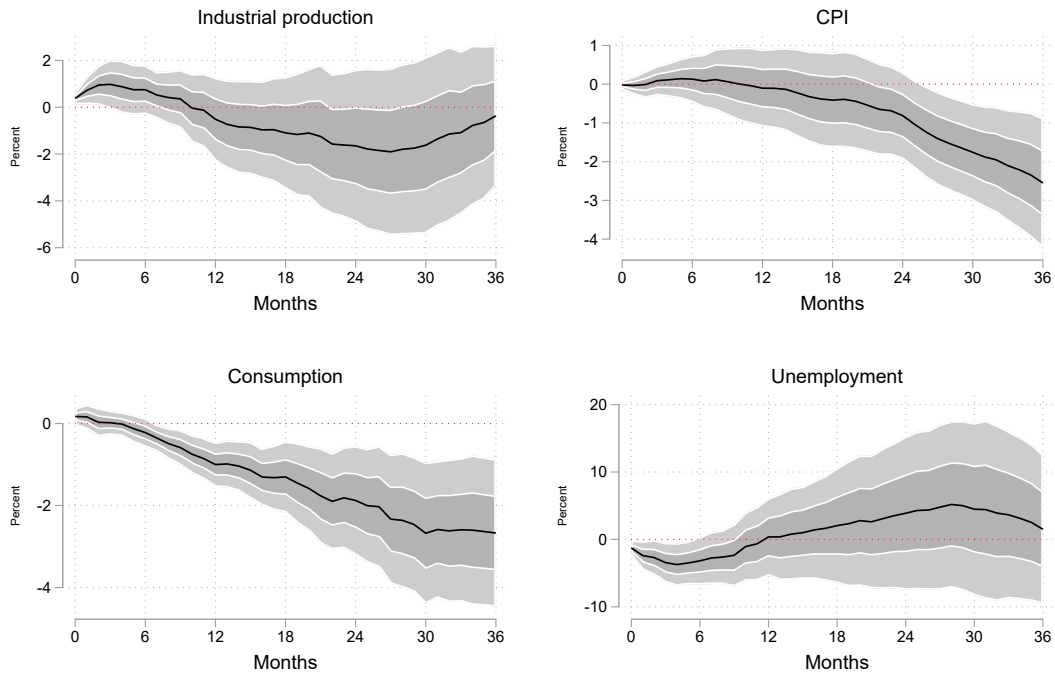 Industrial production
2
0
-2
-4
-6
Percent
0 6 12 18 24 30 36
Months
CPI
1
0
-1
-2
-3
-4
Percent
0 6 12 18 24 30 36
Months
Consumption
0
-2
-4
Percent
0 6 12 18 24 30 36
Months
Unemployment
20
10
0
-10
Percent
0 6 12 18 24 30 36
Months